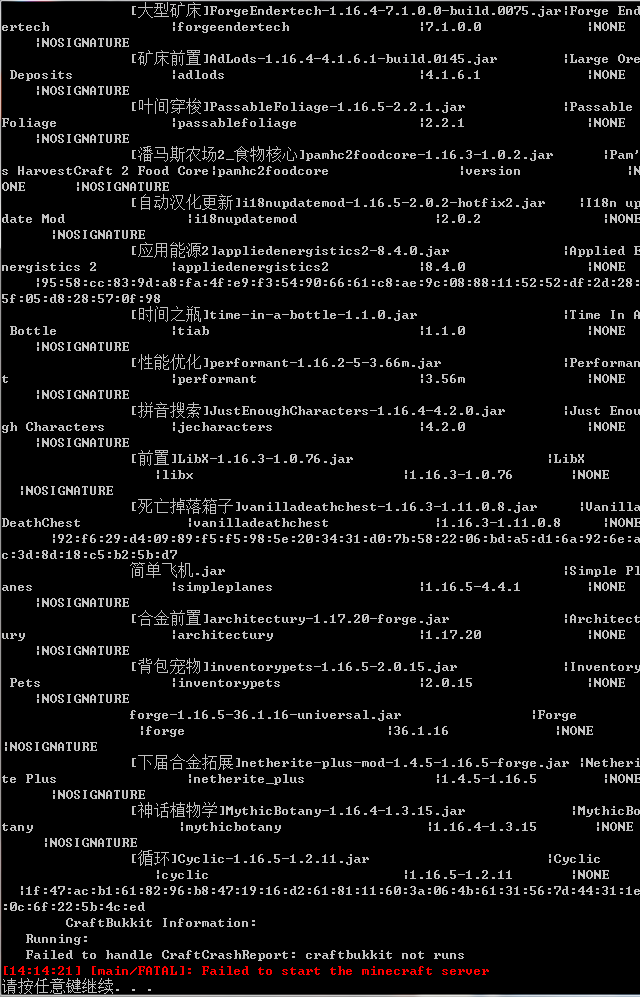 [大型矿床]ForgeEndertech-1.16.4-7.1.0.0-build.0075.jar|Forge End
ertech |forgeendertech |7.1.0.0 |NONE
|NOSIGNATURE
[矿床前置]AdLods-1.16.4-4.1.6.1-build.0145.jar |Large Ore
Deposits |adlods |4.1.6.1 |NONE
|NOSIGNATURE
[叶间穿梭]PassableFoliage-1.16.5-2.2.1.jar |Passable
Foliage |passablefoliage |2.2.1 |NONE
|NOSIGNATURE
[潘马斯农场2_食物核心]pamhc2foodcore-1.16.3-1.0.2.jar |Pam'
s HarvestCraft 2 Food Core|pamhc2foodcore |version |N
ONE |NOSIGNATURE
[自动汉化更新]i18nupdatemod-1.16.5-2.0.2-hotfix2.jar |I18n up
date Mod |i18nupdatemod |2.0.2 |NONE
|NOSIGNATURE
[应用能源2]appliedenergistics2-8.4.0.jar |Applied E
nergistics 2 |appliedenergistics2 |8.4.0 |NONE
|95:58:cc:83:9d:a8:fa:4f:e9:f3:54:90:66:61:c8:ae:9c:08:88:11:52:52:df:2d:28:
5f:05:d8:28:57:0f:98
[时间之瓶]time-in-a-bottle-1.1.0.jar |Time In A
Bottle |tiab |1.1.0 |NONE
|NOSIGNATURE
[性能优化]performant-1.16.2-5-3.66m.jar |Performan
t |performant |3.56m |NONE
|NOSIGNATURE
[拼音搜索]JustEnoughCharacters-1.16.4-4.2.0.jar |Just Enou
gh Characters |jecharacters |4.2.0 |NONE
|NOSIGNATURE
[前置]LibX-1.16.3-1.0.76.jar |LibX
|libx |1.16.3-1.0.76 |NONE
|NOSIGNATURE
[死亡掉落箱子]vanilladeathchest-1.16.3-1.11.0.8.jar |Vanilla
DeathChest |vanilladeathchest |1.16.3-1.11.0.8 |NONE
|92:f6:29:d4:09:89:f5:f5:98:5e:20:34:31:d0:7b:58:22:06:bd:a5:d1:6a:92:6e:a
c:3d:8d:18:c5:b2:5b:d7
简单飞机.jar |Simple Pl
anes |simpleplanes |1.16.5-4.4.1 |NONE
|NOSIGNATURE
[合金前置]architectury-1.17.20-forge.jar |Architect
ury |architectury |1.17.20 |NONE
|NOSIGNATURE
[背包宠物]inventorypets-1.16.5-2.0.15.jar |Inventory
Pets |inventorypets |2.0.15 |NONE
|NOSIGNATURE
forge-1.16.5-36.1.16-universal.jar |Forge
|forge |36.1.16 |NONE
|NOSIGNATURE
[下届合金拓展]netherite-plus-mod-1.4.5-1.16.5-forge.jar |Netheri
te Plus |netherite_plus |1.4.5-1.16.5 |NONE
|NOSIGNATURE
[神话植物学]MythicBotany-1.16.4-1.3.15.jar |MythicBo
tany |mythicbotany |1.16.4-1.3.15 |NONE
|NOSIGNATURE
[循环]Cyclic-1.16.5-1.2.11.jar |Cyclic
|cyclic |1.16.5-1.2.11 |NONE
|1f:47:ac:b1:61:82:96:b8:47:19:16:d2:61:81:11:60:3a:06:4b:61:31:56:7d:44:31:1e
:0c:6f:22:5b:4c:ed
CraftBukkit Information:
Running:
Failed to handle CraftCrashReport: craftbukkit not runs
[14:14:21] [main/FATAL]: Failed to start the minecraft server
请按任意键继续. . .